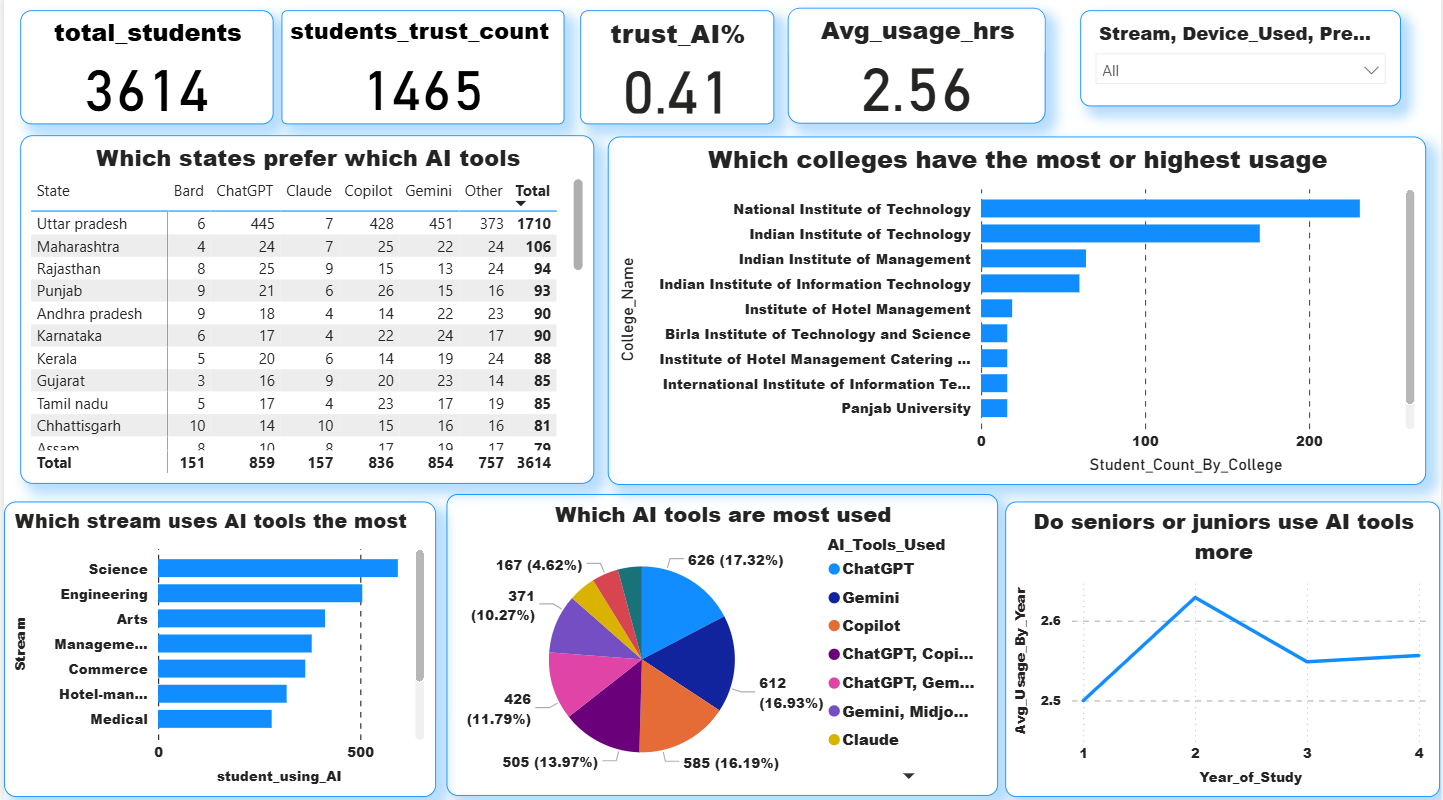 total_students
3614
students_trust_count
1465
trust_AI%
0.41
Avg_usage_hrs
2.56
Stream, Device_Used, Pre...
All
Which states prefer which AI tools
State Bard ChatGPT Claude Copilot Gemini Other Total
Uttar pradesh 6 445 7 428 451 373 1710
Maharashtra 4 24 7 25 22 24 106
Rajasthan 8 25 9 15 13 24 94
Punjab 9 21 6 26 15 16 93
Andhra pradesh 9 18 4 14 22 23 90
Karnataka 6 17 4 22 24 17 90
Kerala 5 20 6 14 19 24 88
Gujarat 3 16 9 20 23 14 85
Tamil nadu 5 17 4 23 17 19 85
Chhattisgarh 10 14 10 15 16 16 81
Assam 8 10 8 17 19 17 79
Total 151 859 157 836 854 757 3614
Which colleges have the most or highest usage
College_Name
National Institute of Technology
Indian Institute of Technology
Indian Institute of Management
Indian Institute of Information Technology
Institute of Hotel Management
Birla Institute of Technology and Science
Institute of Hotel Management Catering ...
International Institute of Information Te...
Panjab University
0 100 200
Student_Count_By_College
Which stream uses AI tools the most
Stream
Science
Engineering
Arts
Manageme...
Commerce
Hotel-man...
Medical
0 500
student_using_AI
Which AI tools are most used
626 (17.32%)
612
(16.93%)
585 (16.19%)
505 (13.97%)
426
(11.79%)
371
(10.27%)
167 (4.62%)
AI_Tools_Used
ChatGPT
Gemini
Copilot
ChatGPT, Copi...
ChatGPT, Gem...
Gemini, Midjo...
Claude
Do seniors or juniors use AI tools
more
Avg_Usage_By_Year
2.6
2.5
1 2 3 4
Year_of_Study